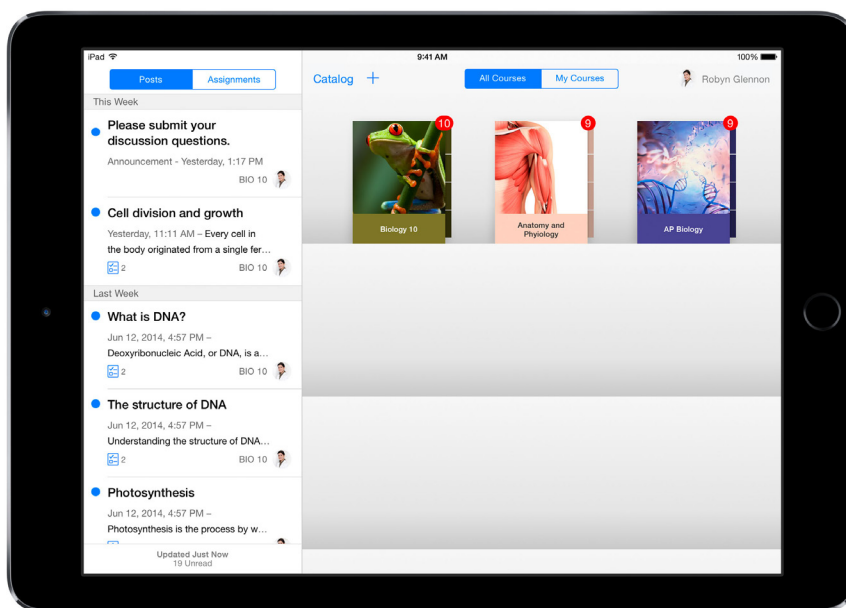 iPad
9:41 AM
100%
Posts
Assignments
This Week
Please submit your
discussion questions.
Announcement - Yesterday, 1:17 PM
BIO 10
Cell division and growth
Yesterday, 11:11 AM – Every cell in
the body originated from a single fer...
2
BIO 10
Last Week
What is DNA?
Jun 12, 2014, 4:57 PM –
Deoxyribonucleic Acid, or DNA, is a...
2
BIO 10
The structure of DNA
Jun 12, 2014, 4:57 PM –
Understanding the structure of DNA...
2
BIO 10
Photosynthesis
Jun 12, 2014, 4:57 PM –
Photosynthesis is the process by w...
Updated Just Now
19 Unread
Catalog +
All Courses
My Courses
Robyn Glennon
10
Biology 10
9
Anatomy and
Phyiology
9
AP Biology